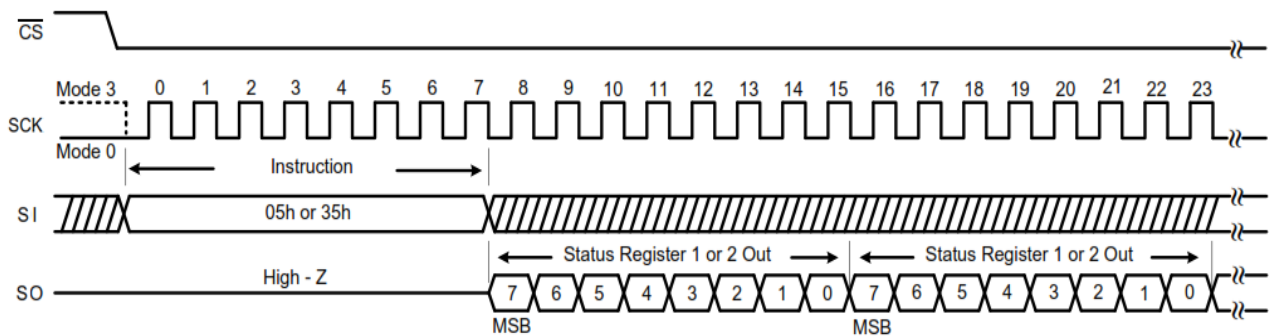 CS
Mode 3 0 1 2 3 4 5 6 7 8 9 10 11 12 13 14 15 16 17 18 19 20 21 22 23
SCK
Mode 0
Instruction
SI 05h or 35h
Status Register 1 or 2 Out Status Register 1 or 2 Out
High - Z
SO 7 6 5 4 3 2 1 0 7 6 5 4 3 2 1 0
MSB MSB